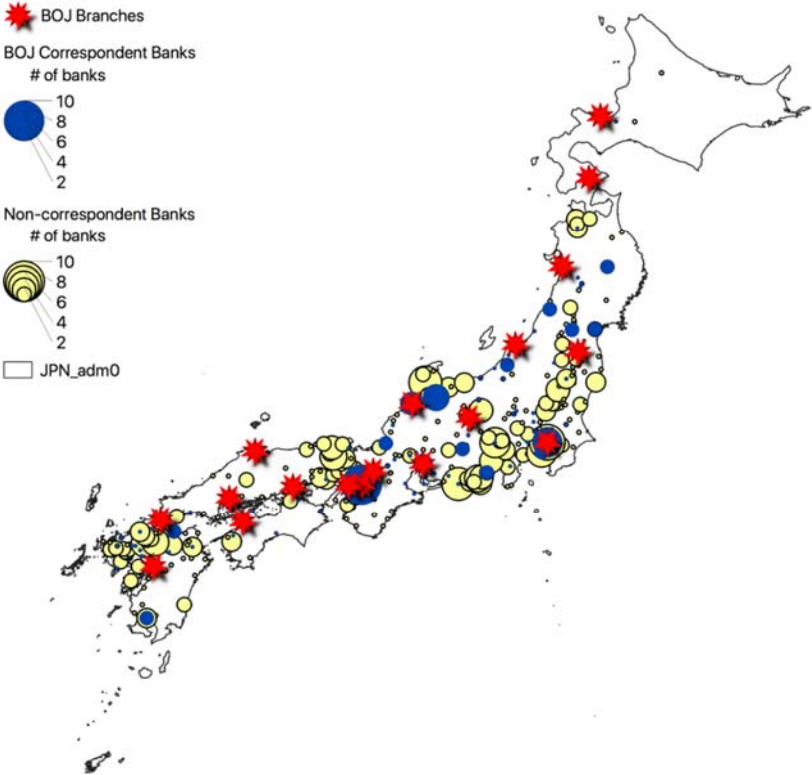 BOJ Branches
BOJ Correspondent Banks
# of banks
10
8
6
4
2
Non-correspondent Banks
# of banks
10
8
6
4
2
JPN_adm0